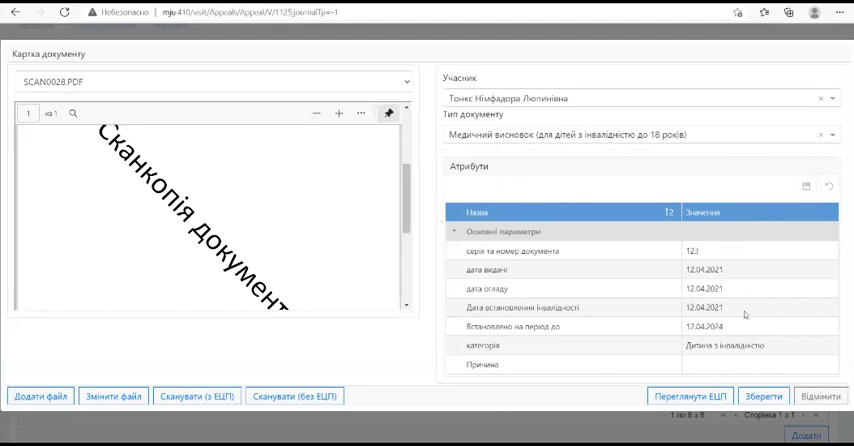 Небезопасно | mju:410/visit/Appeals/Appeal/V/1125;journalTp=-1
Картка документу
SCAN0028.PDF
1 из 1
Сканкопія документ
Учасник
Тонкс Німфадора Люпинівна
Тип документу
Медичний висновок (для дітей з інвалідністю до 18 років)
Атрибути
Назва Значення
Основні параметри
серія та номер документа 123
дата видачі 12.04.2021
дата огляду 12.04.2021
Дата встановлення інвалідності 12.04.2021
Встановлено на період до 12.04.2024
категорія Дитина з інвалідністю
Причина
Додати файл Змінити файл Сканувати (з ЕЦП) Сканувати (без ЕЦП) Переглянути ЕЦП Зберегти Відмінити
1 по 8 з 8 Сторінка 1 з 1
Додати